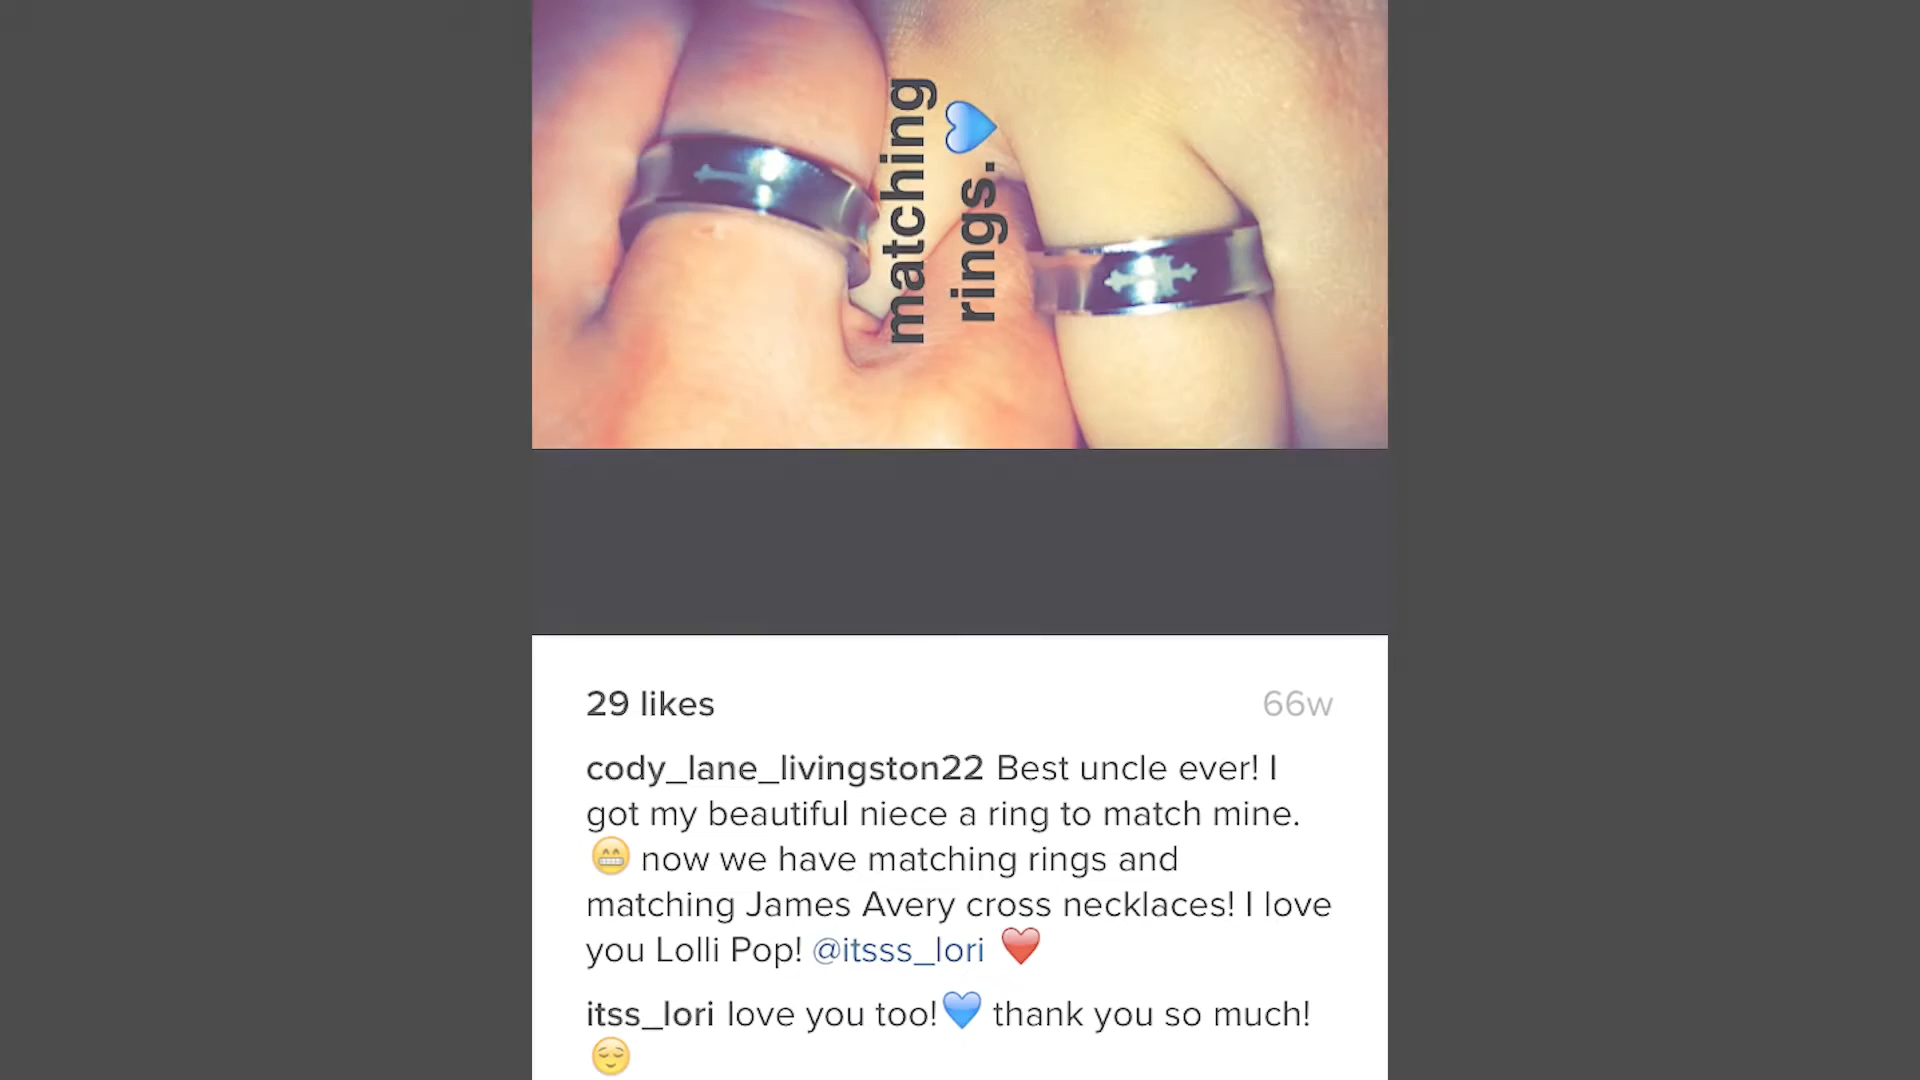 matching
rings.💙
29 likes
66w
cody_lane_livingston22 Best uncle ever! I
got my beautiful niece a ring to match mine.
😁 now we have matching rings and
matching James Avery cross necklaces! I love
you Lolli Pop! @itsss_lori ❤️
itss_lori love you too!💙 thank you so much!
😌